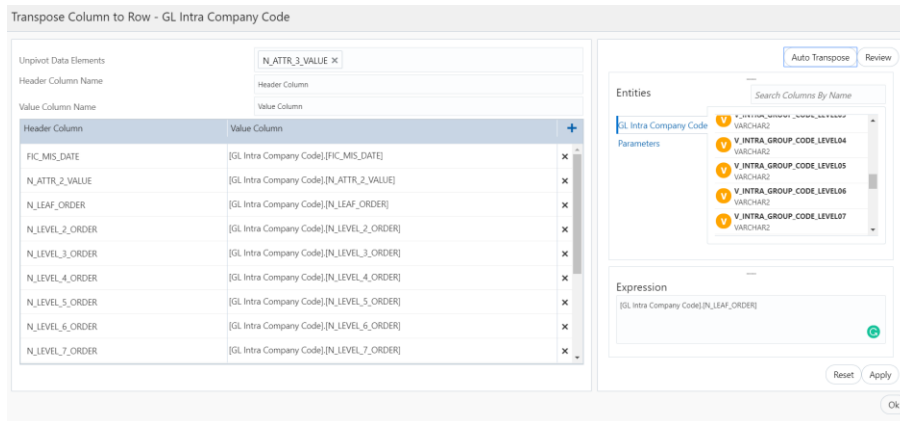 Transpose Column to Row - GL Intra Company Code
Unpivot Data Elements
N_ATTR_3_VALUE ×
Header Column Name
Header Column
Value Column Name
Value Column
Header Column Value Column +
FIC_MIS_DATE [GL Intra Company Code].[FIC_MIS_DATE] ×
N_ATTR_2_VALUE [GL Intra Company Code].[N_ATTR_2_VALUE] ×
N_LEAF_ORDER [GL Intra Company Code].[N_LEAF_ORDER] ×
N_LEVEL_2_ORDER [GL Intra Company Code].[N_LEVEL_2_ORDER] ×
N_LEVEL_3_ORDER [GL Intra Company Code].[N_LEVEL_3_ORDER] ×
N_LEVEL_4_ORDER [GL Intra Company Code].[N_LEVEL_4_ORDER] ×
N_LEVEL_5_ORDER [GL Intra Company Code].[N_LEVEL_5_ORDER] ×
N_LEVEL_6_ORDER [GL Intra Company Code].[N_LEVEL_6_ORDER] ×
N_LEVEL_7_ORDER [GL Intra Company Code].[N_LEVEL_7_ORDER] ×
Auto Transpose Review
Entities
Search Columns By Name
GL Intra Company Code
Parameters
V VARCHAR2
V V_INTRA_GROUP_CODE_LEVEL04
VARCHAR2
V V_INTRA_GROUP_CODE_LEVEL05
VARCHAR2
V V_INTRA_GROUP_CODE_LEVEL06
VARCHAR2
V V_INTRA_GROUP_CODE_LEVEL07
VARCHAR2
Expression
[GL Intra Company Code].[N_LEAF_ORDER]
Reset Apply
Ok